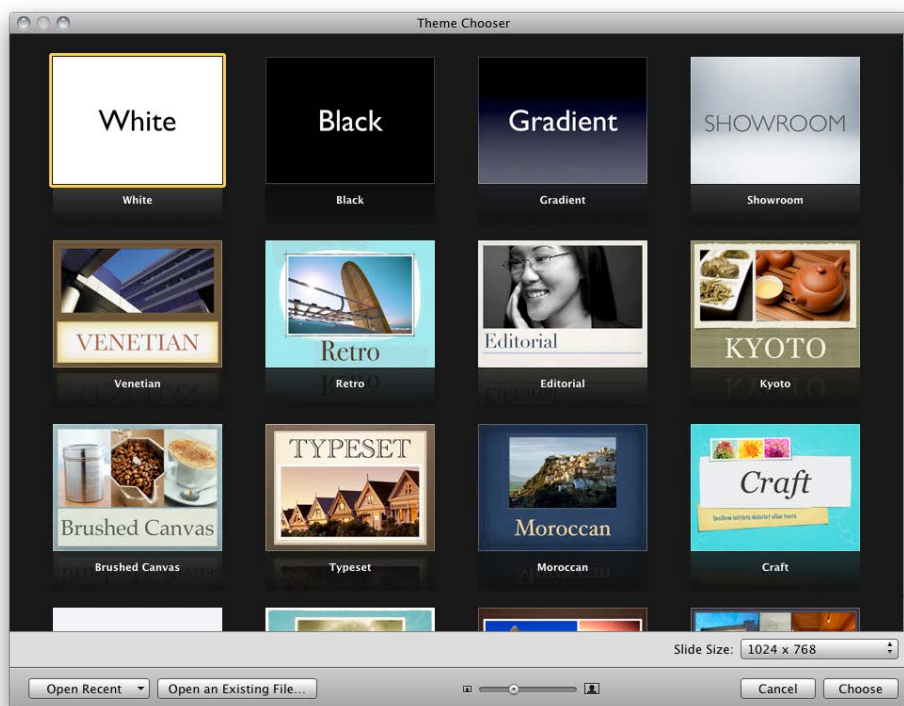 Theme Chooser
White
Black
Gradient
SHOWROOM
White
Black
Gradient
Showroom
VENETIAN
Retro
Editorial
KYOTO
Venetian
Retro
Editorial
Kyoto
Brushed Canvas
TYPESET
Moroccan
Craft
Brushed Canvas
Typeset
Moroccan
Craft
Slide Size: 1024 x 768
Open Recent
Open an Existing File...
Cancel
Choose